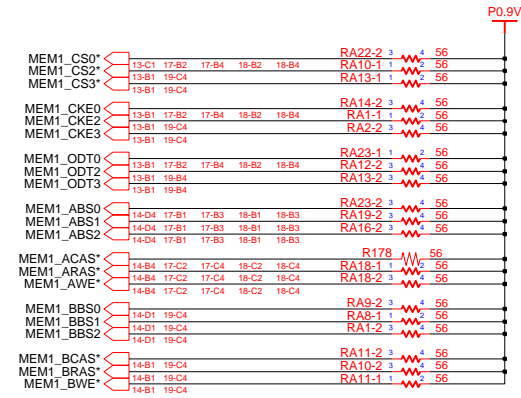 P0.9V
MEM1_CS0* RA22-2 3 4 56
13-C1 17-B2 17-B4 18-B2 18-B4
MEM1_CS2* RA10-1 1 2 56
13-B1 19-C4
MEM1_CS3* RA13-1 1 2 56
13-B1 19-C4
MEM1_CKE0 RA14-2 3 4 56
13-B1 17-B2 17-B4 18-B2 18-B4
MEM1_CKE2 RA1-1 1 2 56
13-B1 19-C4
MEM1_CKE3 RA2-2 3 4 56
13-B1 19-C4
MEM1_ODT0 RA23-1 1 2 56
13-B1 17-B2 17-B4 18-B2 18-B4
MEM1_ODT2 RA12-2 3 4 56
13-B1 19-B4
MEM1_ODT3 RA13-2 3 4 56
13-B1 19-B4
MEM1_ABS0 RA23-2 3 4 56
14-D4 17-B1 17-B3 18-B1 18-B3
MEM1_ABS1 RA19-2 3 4 56
14-D4 17-B1 17-B3 18-B1 18-B3
MEM1_ABS2 RA16-2 3 4 56
14-D4 17-B1 17-B3 18-B1 18-B3
MEM1_ACAS* R178 56
14-B4 17-C2 17-C4 18-C2 18-C4
MEM1_ARAS* RA18-1 1 2 56
14-B4 17-C2 17-C4 18-C2 18-C4
MEM1_AWE* RA18-2 3 4 56
14-B4 17-C2 17-C4 18-C2 18-C4
MEM1_BBS0 RA9-2 3 4 56
14-D1 19-C4
MEM1_BBS1 RA8-1 1 2 56
14-D1 19-C4
MEM1_BBS2 RA1-2 3 4 56
14-D1 19-C4
MEM1_BCAS* RA11-2 3 4 56
14-B1 19-C4
MEM1_BRAS* RA10-2 3 4 56
14-B1 19-C4
MEM1_BWE* RA11-1 1 2 56
14-B1 19-C4